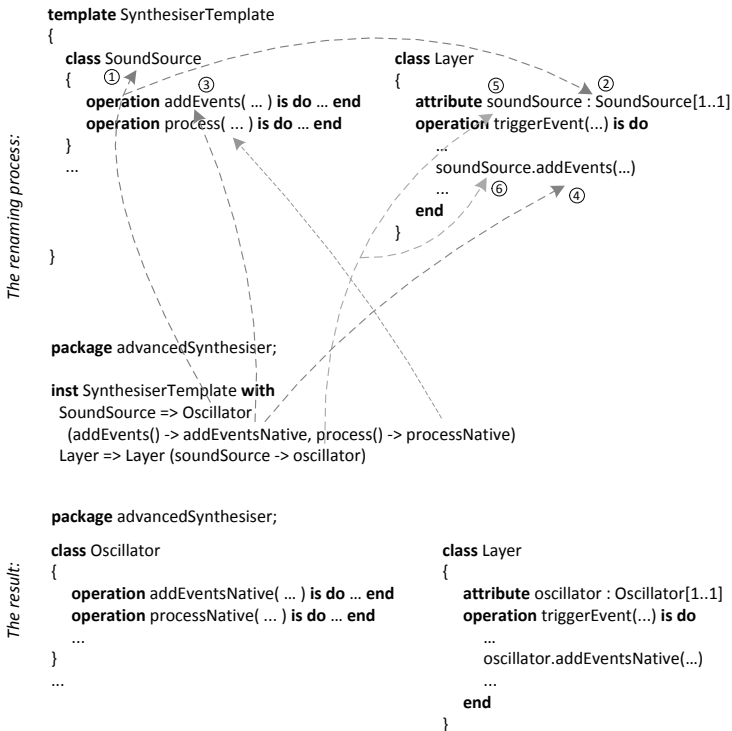 The renaming process:
template SynthesiserTemplate
{
class SoundSource
{
①
③
operation addEvents( ... ) is do ... end
operation process( ... ) is do ... end
}
...
}
class Layer
{
⑤
②
attribute soundSource : SoundSource[1..1]
operation triggerEvent(...) is do
...
soundSource.addEvents(...)
...
⑥
④
end
}
package advancedSynthesiser;
inst SynthesiserTemplate with
SoundSource => Oscillator
(addEvents() -> addEventsNative, process() -> processNative)
Layer => Layer (soundSource -> oscillator)
The result:
package advancedSynthesiser;
class Oscillator
{
operation addEventsNative( ... ) is do ... end
operation processNative( ... ) is do ... end
...
}
...
class Layer
{
attribute oscillator : Oscillator[1..1]
operation triggerEvent(...) is do
...
oscillator.addEventsNative(...)
...
end
}